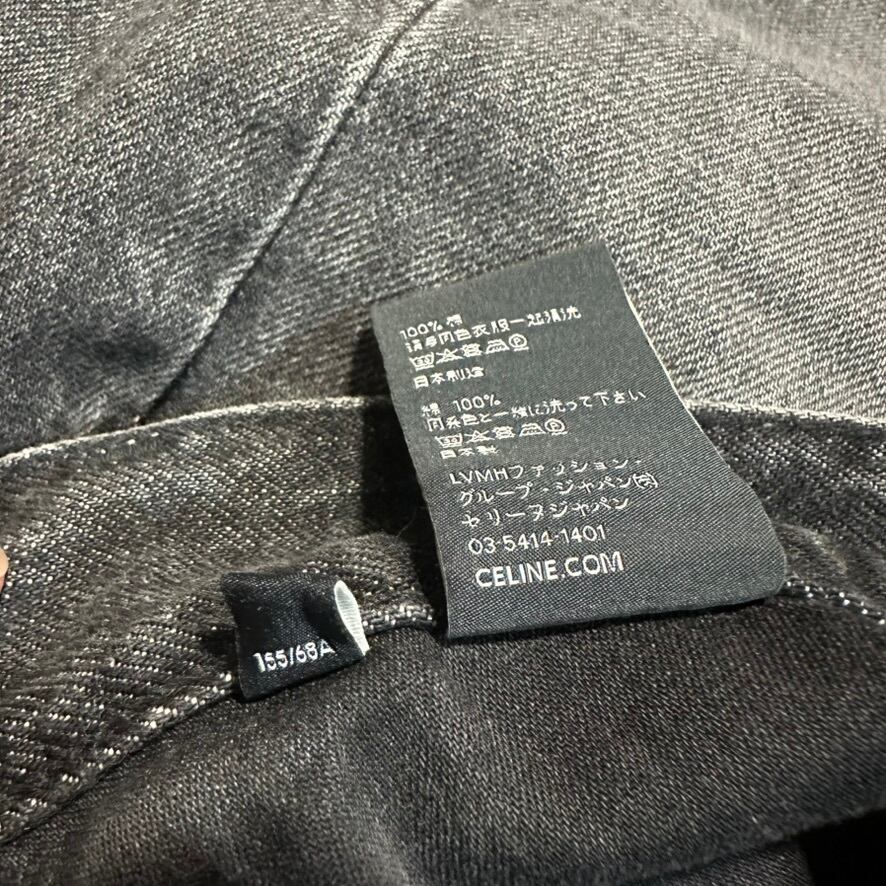 100% 棉
请与同色衣服一起清洗
日本制造
綿 100%
同系色と一緒に洗って下さい
日本製
LVMHファッション・
グループ・ジャパン(株)
セリーヌジャパン
03-5414-1401
CELINE.COM
155/68A